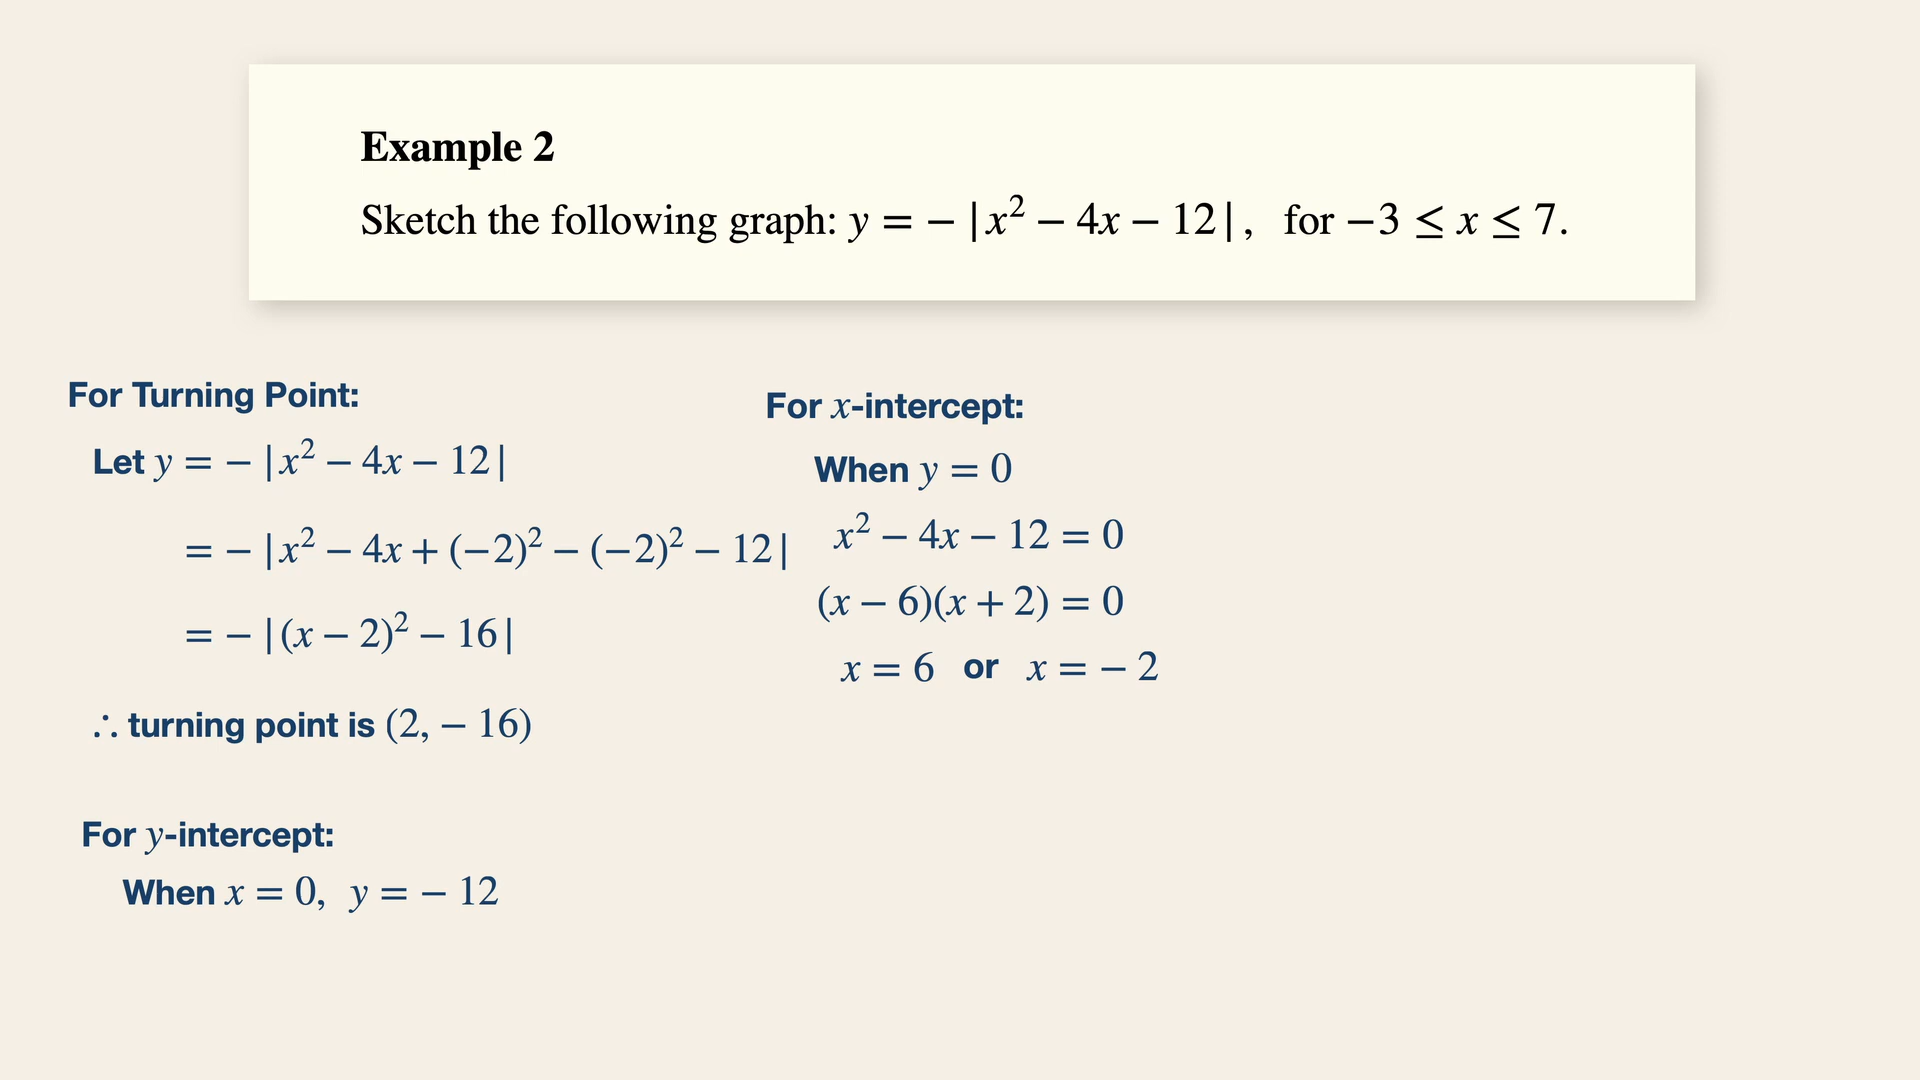 Example 2
Sketch the following graph: y = − |x² − 4x − 12|, for −3 ≤ x ≤ 7.
For Turning Point:
Let y = − |x² − 4x − 12|
= − |x² − 4x + (−2)² − (−2)² − 12|
= − |(x − 2)² − 16|
∴ turning point is (2, − 16)
For y-intercept:
When x = 0, y = − 12
For x-intercept:
When y = 0
x² − 4x − 12 = 0
(x − 6)(x + 2) = 0
x = 6 or x = − 2